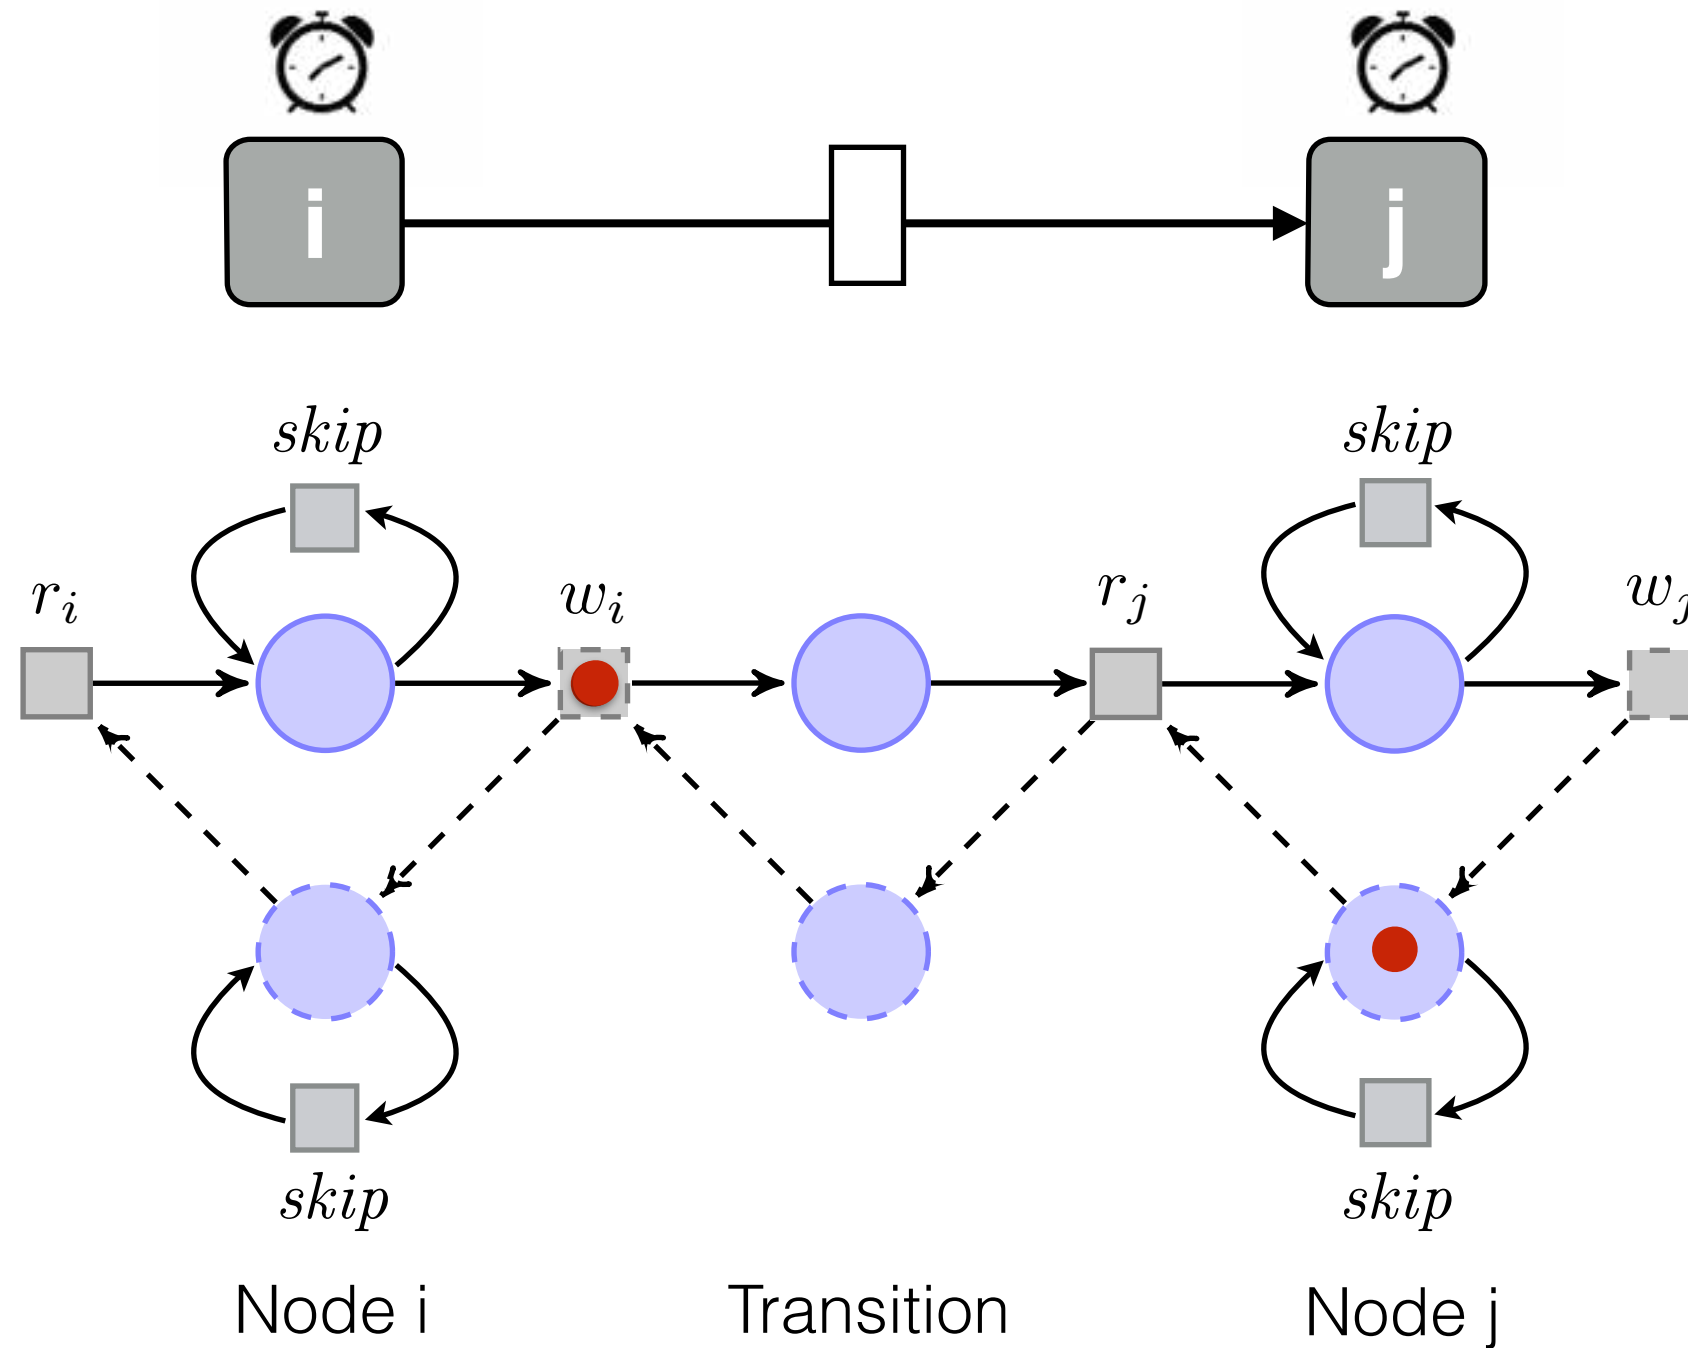 i
j
skip
skip
r_i
w_i
r_j
w_j
skip
skip
Node i
Transition
Node j